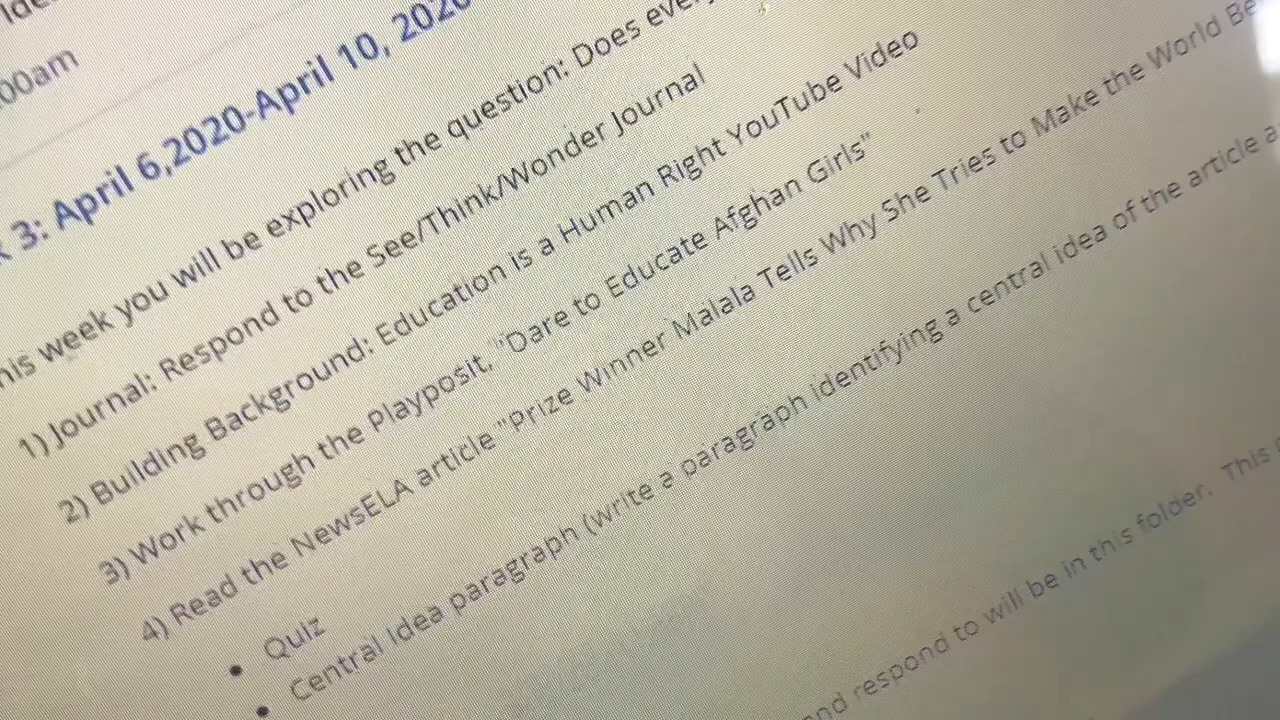 00am
3: April 6,2020-April 10, 2020
his week you will be exploring the question: Does every
1) Journal: Respond to the See/Think/Wonder Journal
2) Building Background: Education is a Human Right YouTube Video
3) Work through the Playposit, "Dare to Educate Afghan Girls"
4) Read the NewsELA article "Prize Winner Malala Tells Why She Tries to Make the World Be
• Quiz
• Central Idea paragraph (write a paragraph identifying a central idea of the article a
nd respond to will be in this folder. This